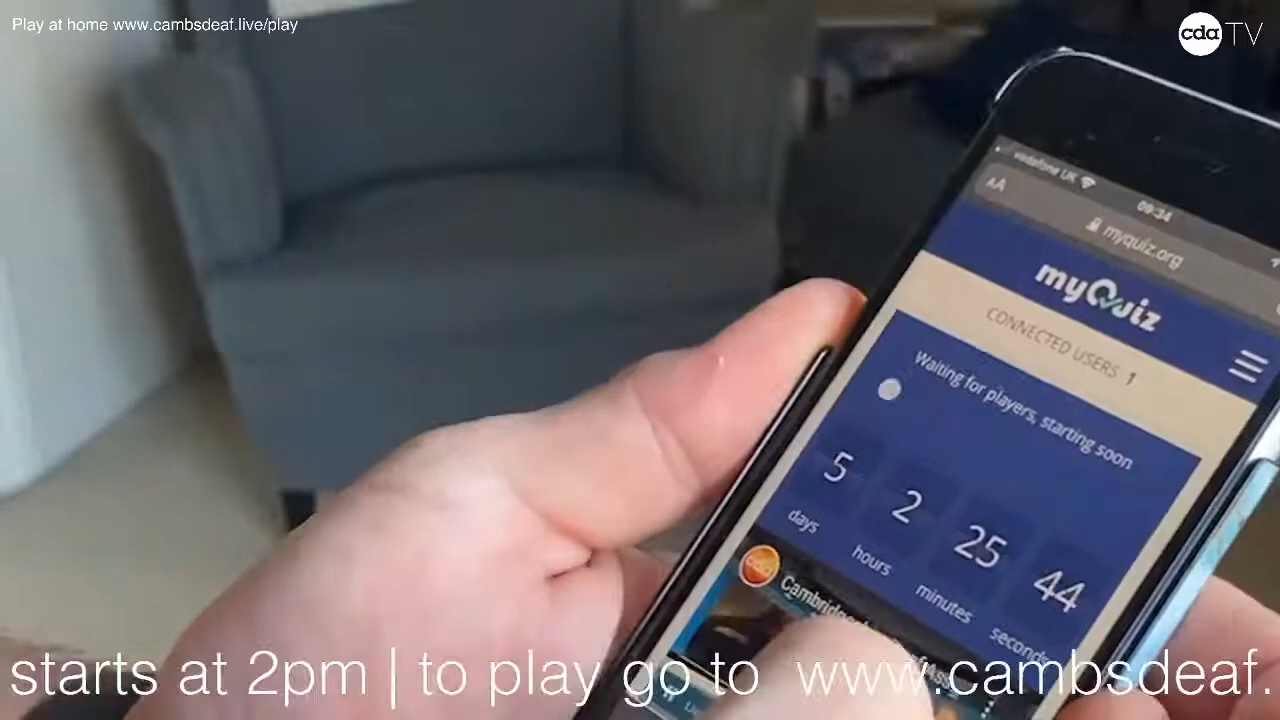 Play at home www.cambsdeaf.live/play
cda TV
vodafone UK
09:34
AA
myquiz.org
myQuiz
CONNECTED USERS 1
Waiting for players, starting soon
5 2 25 44
days hours minutes seconds
cda
starts at 2pm | to play go to www.cambsdeaf.